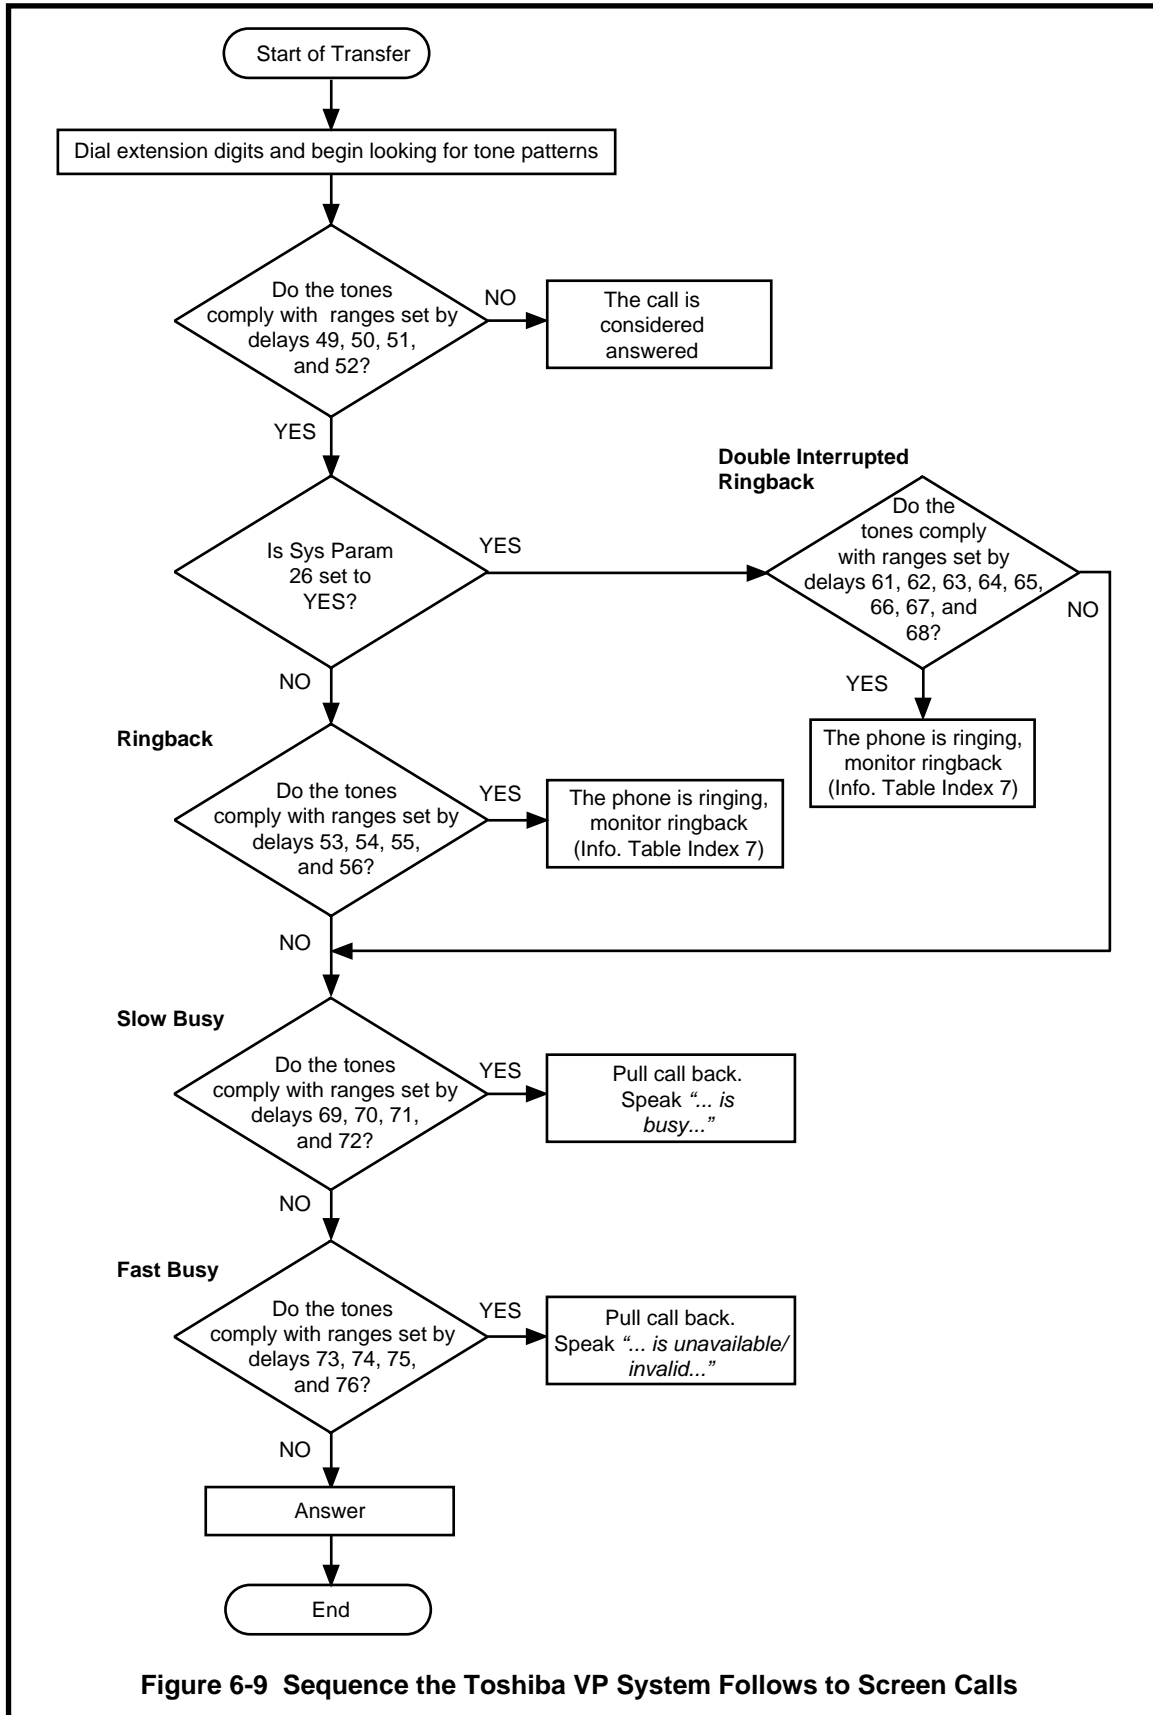 Start of Transfer
Dial extension digits and begin looking for tone patterns
Do the tones
comply with ranges set by
delays 49, 50, 51,
and 52?
NO
The call is
considered
answered
YES
Is Sys Param
26 set to
YES?
YES
Double Interrupted
Ringback
Do the
tones comply
with ranges set by
delays 61, 62, 63, 64, 65,
66, 67, and
68?
NO
YES
The phone is ringing,
monitor ringback
(Info. Table Index 7)
NO
Ringback
Do the tones
comply with ranges set by
delays 53, 54, 55,
and 56?
YES
The phone is ringing,
monitor ringback
(Info. Table Index 7)
NO
Slow Busy
Do the tones
comply with ranges set by
delays 69, 70, 71,
and 72?
YES
Pull call back.
Speak “... is
busy...”
NO
Fast Busy
Do the tones
comply with ranges set by
delays 73, 74, 75,
and 76?
YES
Pull call back.
Speak “... is unavailable/
invalid...”
NO
Answer
End
Figure 6-9 Sequence the Toshiba VP System Follows to Screen Calls